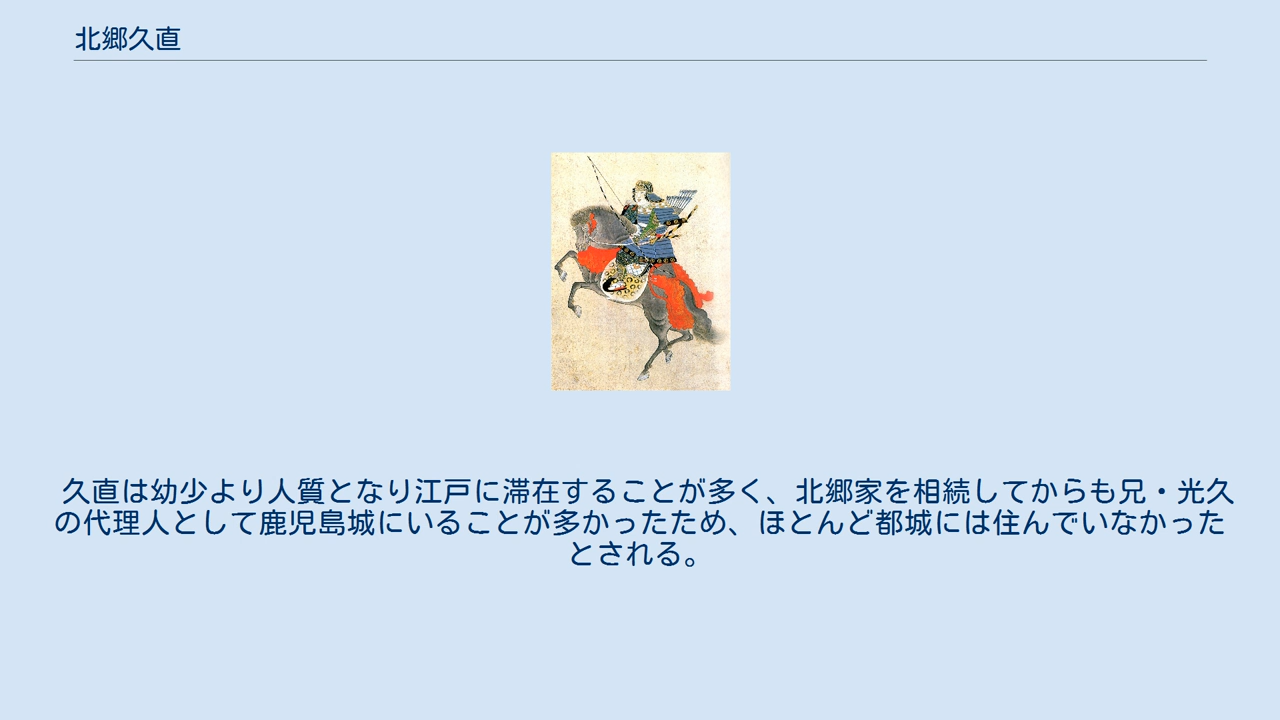 北郷久直
久直は幼少より人質となり江戸に滞在することが多く、北郷家を相続してからも兄・光久
の代理人として鹿児島城にいることが多かったため、ほとんど都城には住んでいなかった
とされる。